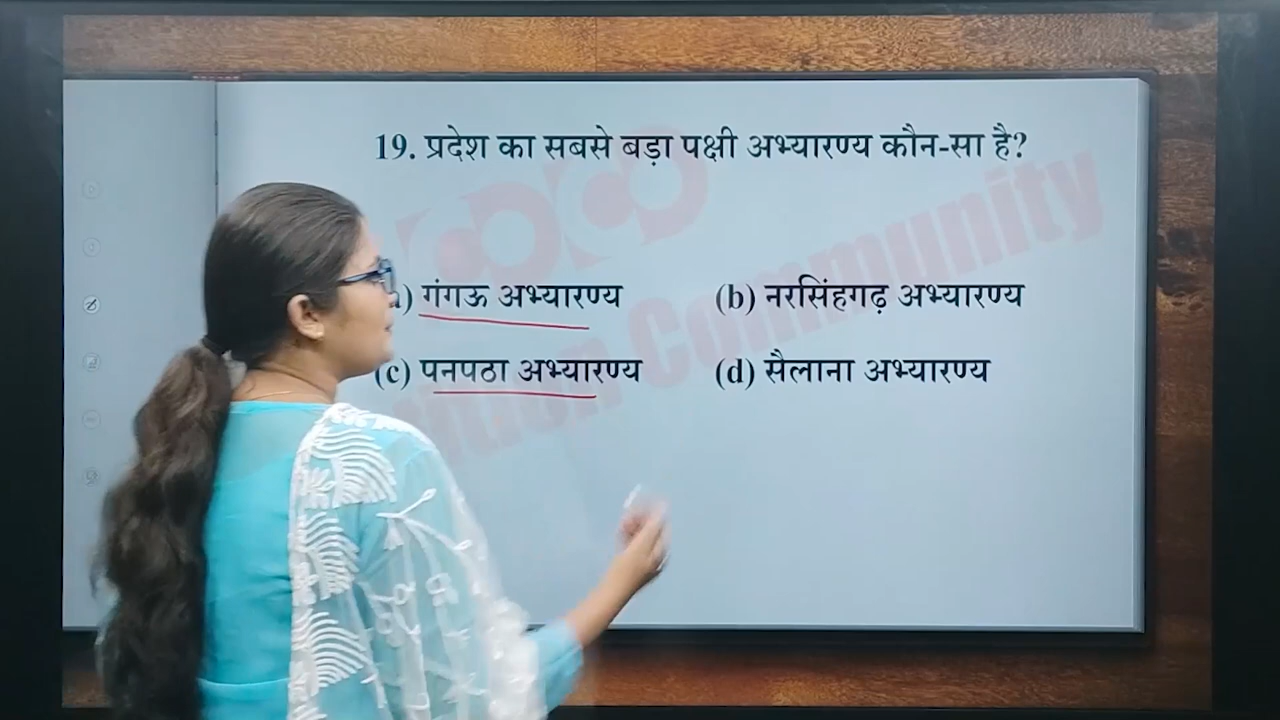 19. प्रदेश का सबसे बड़ा पक्षी अभ्यारण्य कौन-सा है?
) गंगऊ अभ्यारण्य (b) नरसिंहगढ़ अभ्यारण्य
(c) पनपठा अभ्यारण्य (d) सैलाना अभ्यारण्य
Community